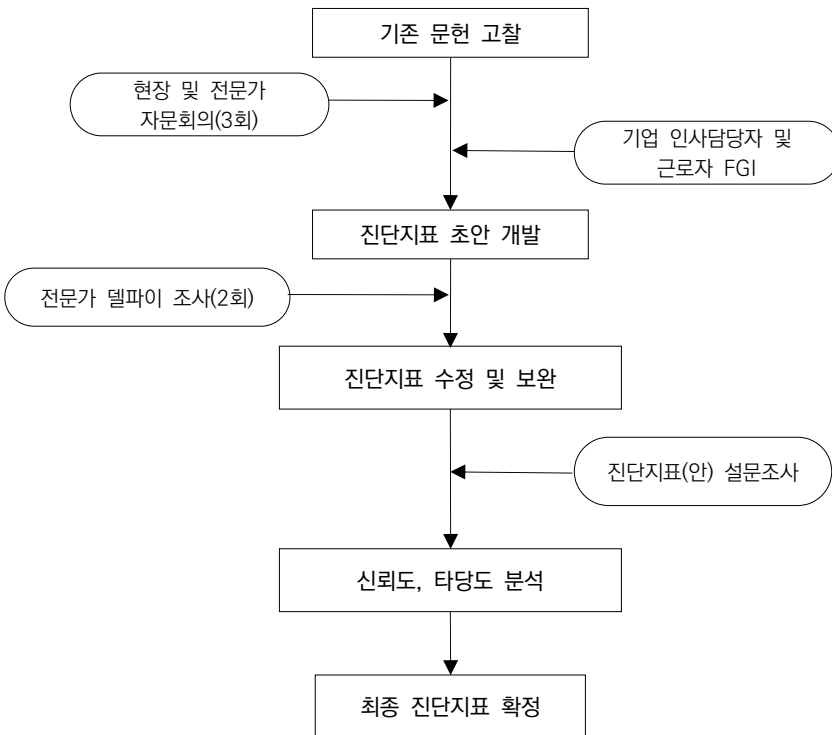 기존 문헌 고찰
현장 및 전문가
자문회의(3회)
기업 인사담당자 및
근로자 FGI
진단지표 초안 개발
전문가 델파이 조사(2회)
진단지표 수정 및 보완
진단지표(안) 설문조사
신뢰도, 타당도 분석
최종 진단지표 확정